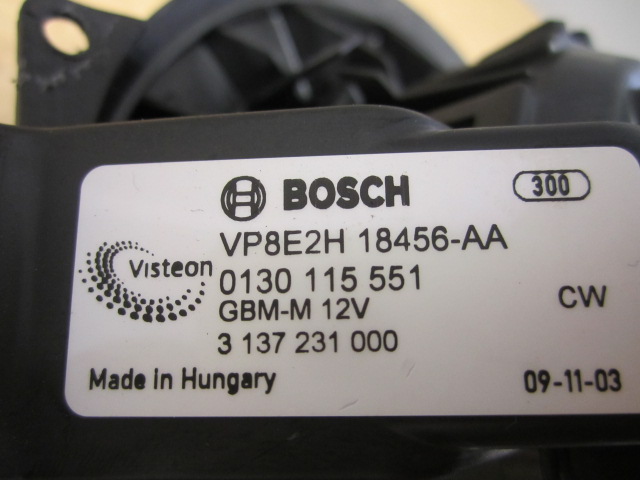 BOSCH 300
VP8E2H 18456-AA
Visteon
0130 115 551
GBM-M 12V
CW
3 137 231 000
Made in Hungary 09-11-03